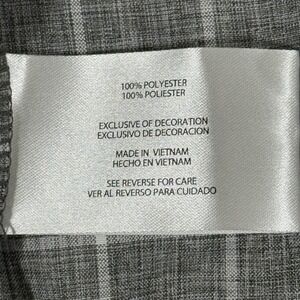 100% POLYESTER
100% POLIESTER
EXCLUSIVE OF DECORATION
EXCLUSIVO DE DECORACION
MADE IN VIETNAM
HECHO EN VIETNAM
SEE REVERSE FOR CARE
VER AL REVERSO PARA CUIDADO